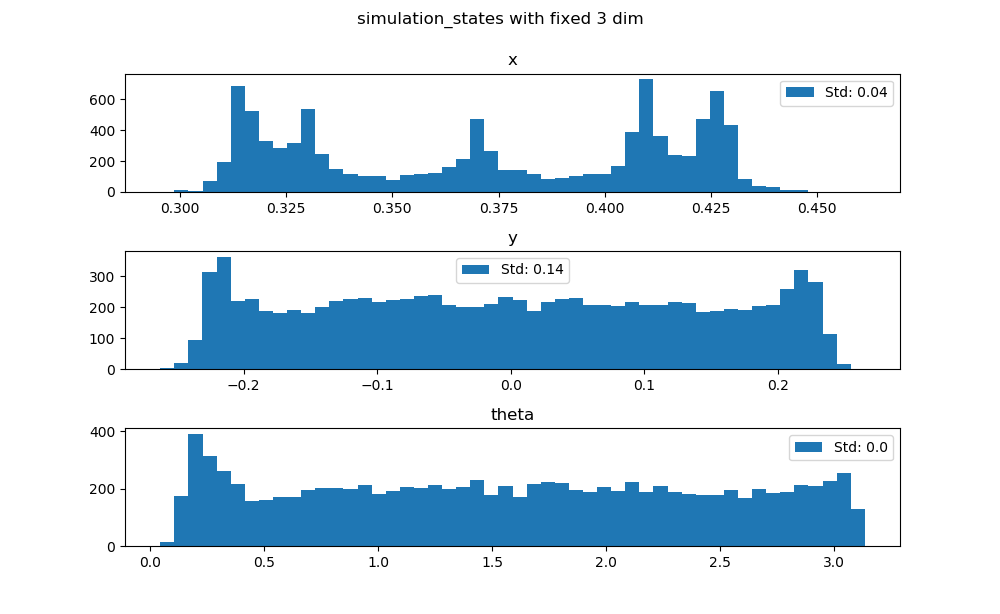 simulation_states with fixed 3 dim
x
Std: 0.04
600
400
200
0
0.300 0.325 0.350 0.375 0.400 0.425 0.450
y
Std: 0.14
300
200
100
0
−0.2 −0.1 0.0 0.1 0.2
theta
Std: 0.0
400
200
0
0.0 0.5 1.0 1.5 2.0 2.5 3.0